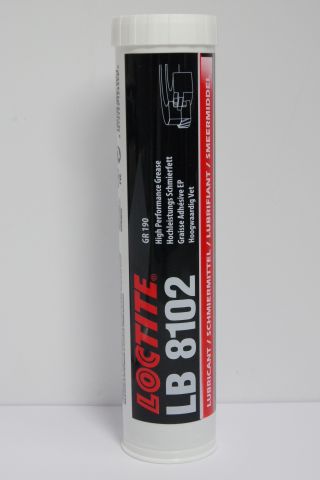 LOCTITE®
LB 8102
GR 190
High Performance Grease
Hochleistungs Schmierfett
Graisse Adhésive EP
Hoogwaardig Vet
LUBRICANT / SCHMIERMITTEL / LUBRIFIANT / SMEERMIDDEL